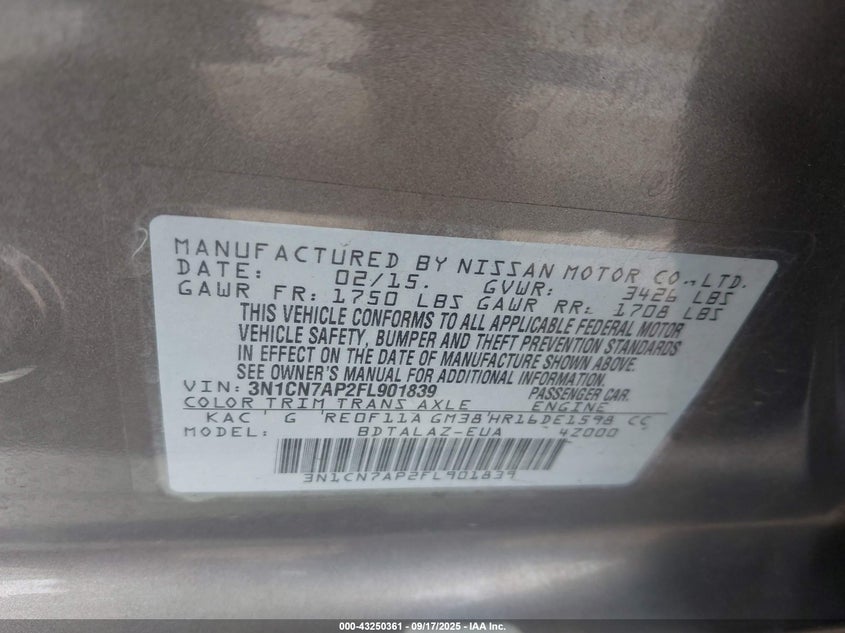 MANUFACTURED BY NISSAN MOTOR CO.,LTD.
DATE: 02/15. GVWR: 3426 LBS
GAWR FR: 1750 LBS GAWR RR: 1708 LBS
THIS VEHICLE CONFORMS TO ALL APPLICABLE FEDERAL MOTOR
VEHICLE SAFETY, BUMPER AND THEFT PREVENTION STANDARDS
IN EFFECT ON THE DATE OF MANUFACTURE SHOWN ABOVE.
SEE OWNER'S MANUAL FOR ADDITIONAL INFORMATION.
VIN: 3N1CN7AP2FL901839 PASSENGER CAR.
COLOR TRIM TRANS AXLE ENGINE
KAC G RE0F11A GM38 HR16DE1598 CC
MODEL: BDTALAZ-EUA 4Z000
3N1CN7AP2FL901839
000-43250361 - 09/17/2025 - IAA Inc.